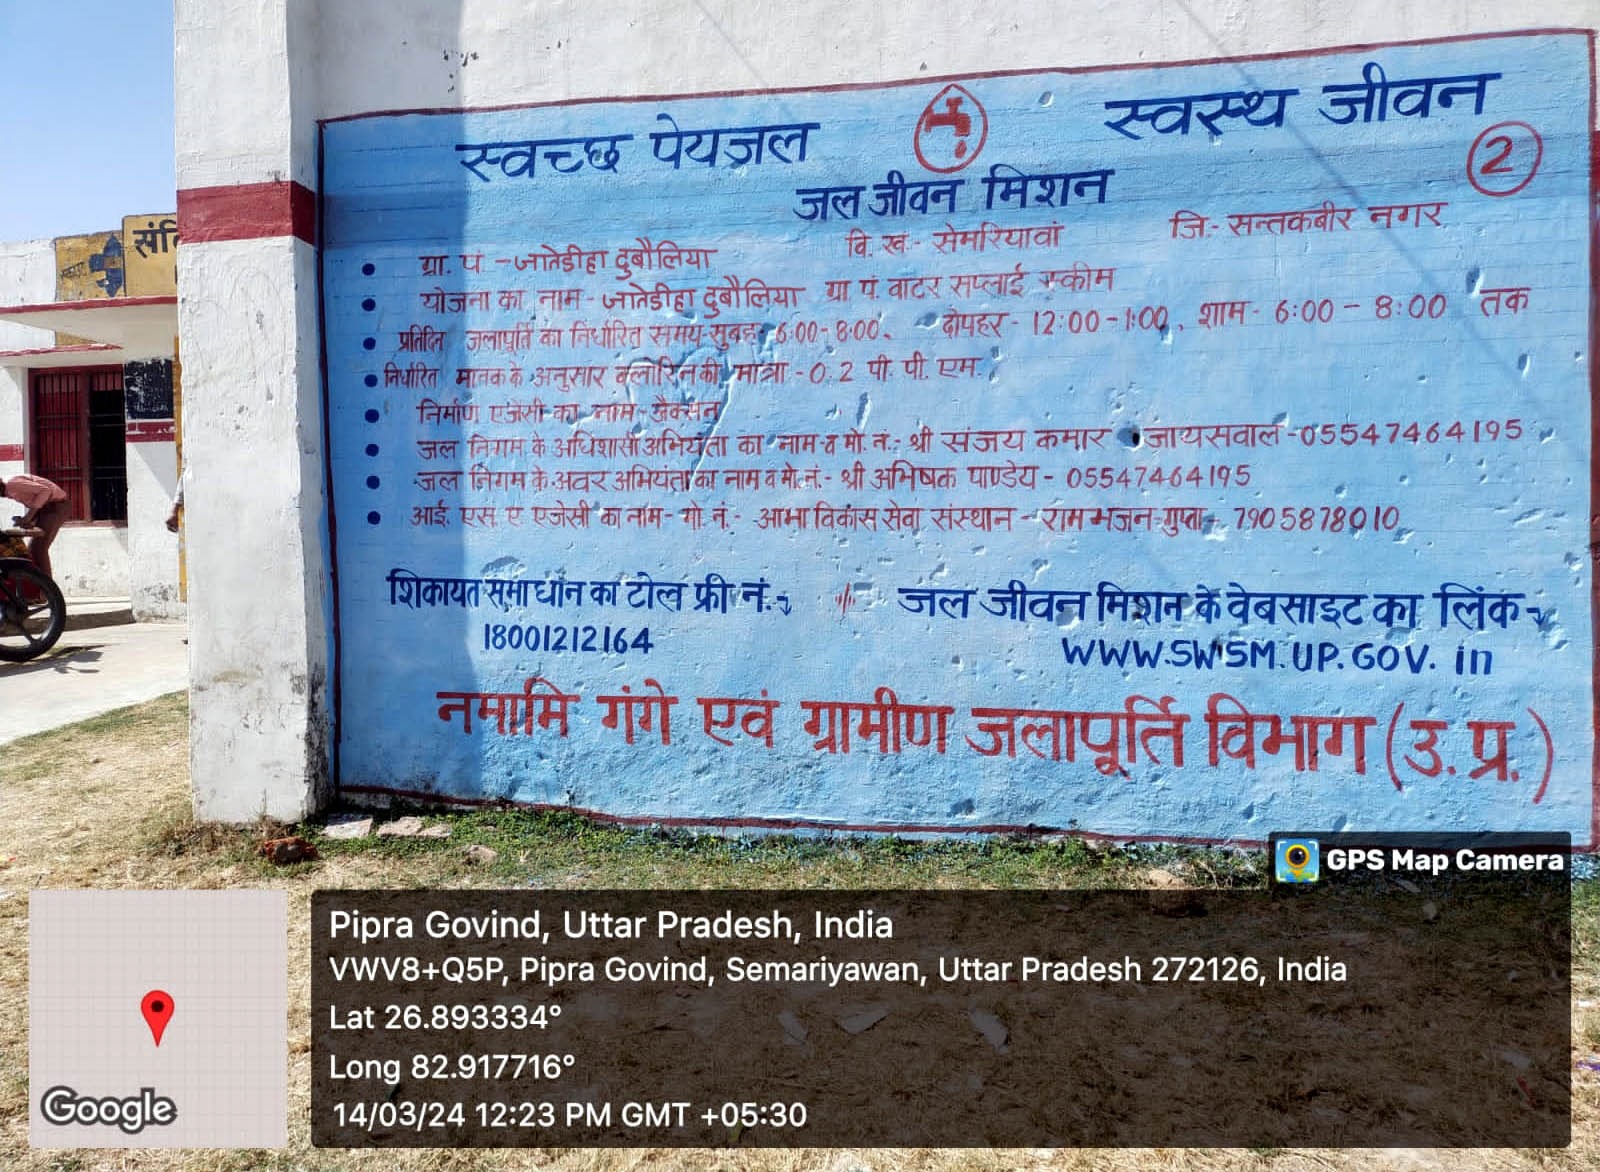 स्वच्छ पेयजल स्वस्थ जीवन
2
जल जीवन मिशन
ग्रा. पं. - जातेडीहा दुबौलिया वि. ख.- सेमरियावां जि.- सन्तकबीर नगर
योजना का नाम - जातेडीहा दुबौलिया ग्रा पं. वाटर सप्लाई स्कीम
प्रतिदिन जलापूर्ति का निर्धारित समय- सुबह- 6:00-8:00, दोपहर - 12:00-1:00, शाम- 6:00 - 8:00 तक
निर्धारित मानक के अनुसार क्लोरिन की मात्रा - 0.2 पी. पी. एम.
निर्माण एजेंसी का नाम- जैक्सन
जल निगम के अधिशासी अभियंता का नाम व मो. नं.- श्री संजय कुमार जायसवाल -05547464195
जल निगम के अवर अभियंता का नाम व मो. नं.- श्री अभिषेक पाण्डेय - 05547464195
आई. एस. ए एजेंसी का नाम- मो. नं.- आभा विकास सेवा संस्थान - रामभजन गुप्ता- 7905878010
शिकायत समाधान का टोल फ्री नं. जल जीवन मिशन के वेबसाइट का लिंक
18001212164 WWW.SWSM.UP.GOV.in
नमामि गंगे एवं ग्रामीण जलापूर्ति विभाग (उ. प्र.)
GPS Map Camera
Pipra Govind, Uttar Pradesh, India
VWV8+Q5P, Pipra Govind, Semariyawan, Uttar Pradesh 272126, India
Lat 26.893334°
Long 82.917716°
14/03/24 12:23 PM GMT +05:30
Google